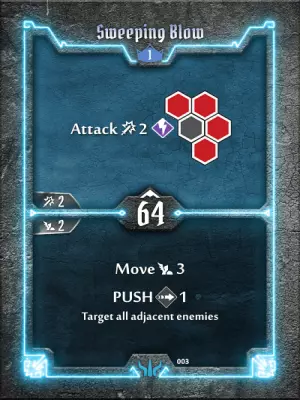 Sweeping Blow
1
Attack 2
2
64
2
Move 3
PUSH 1
Target all adjacent enemies
003